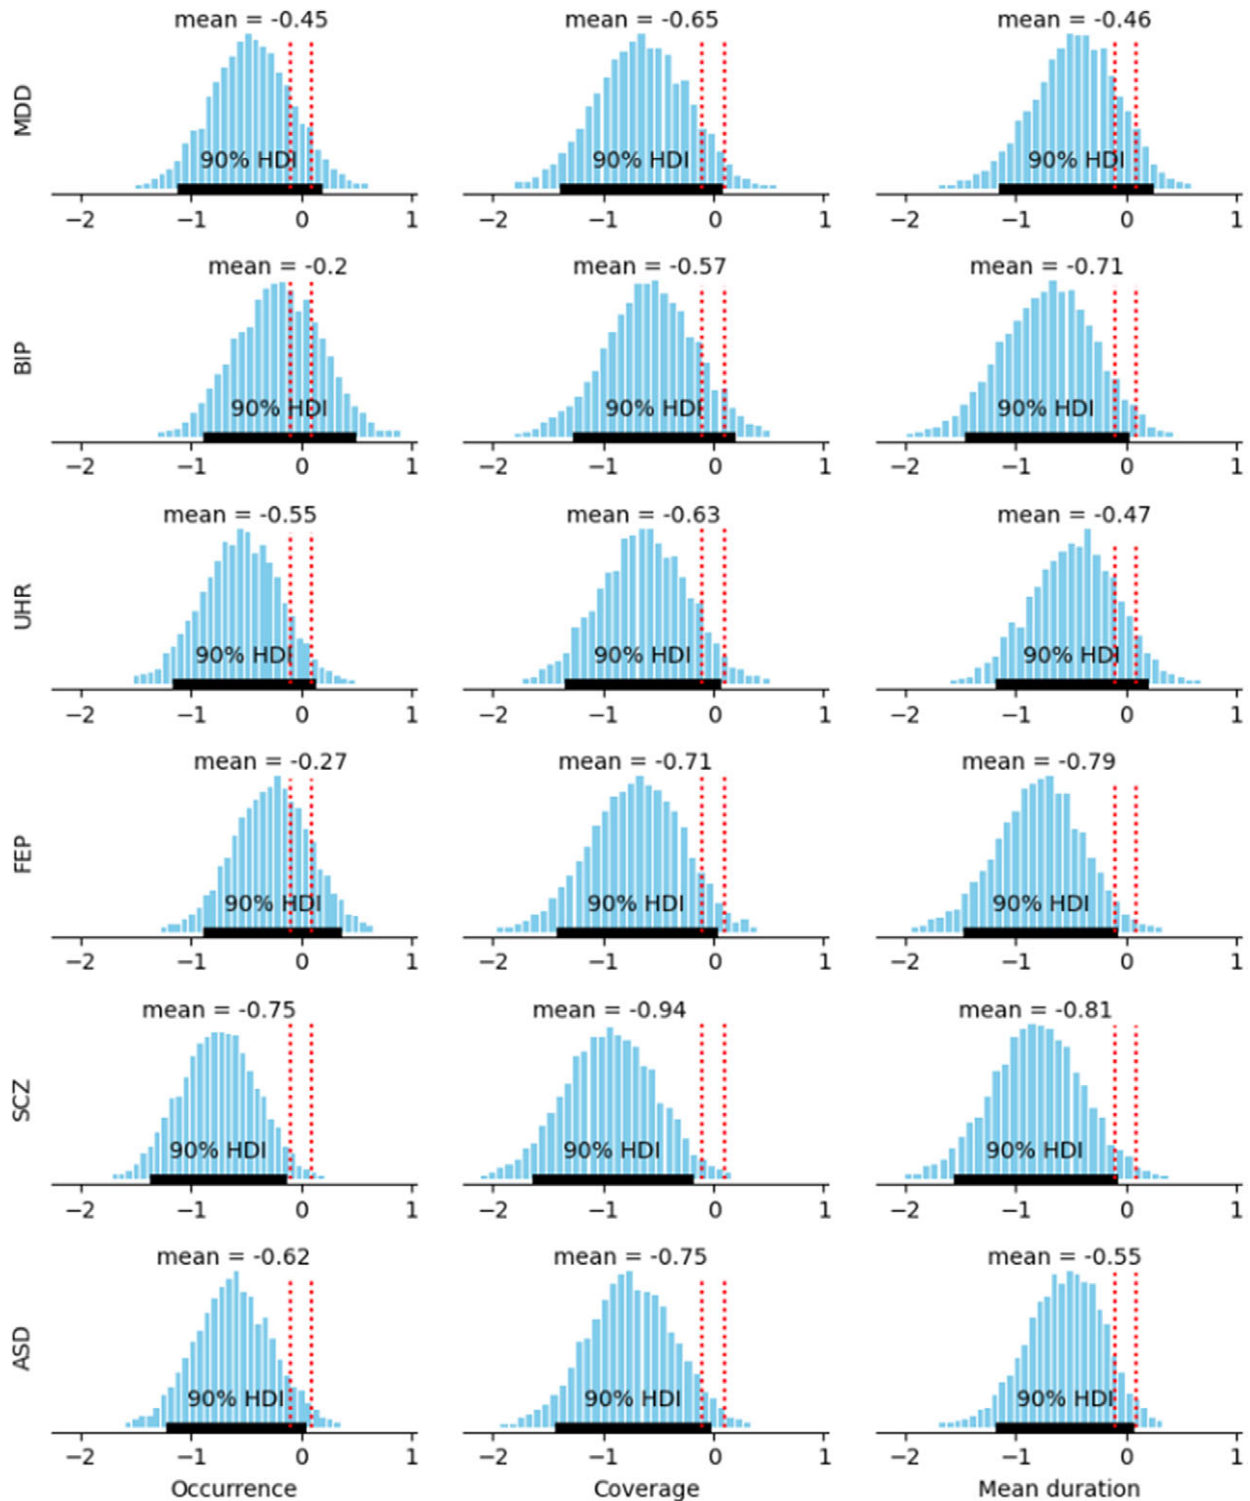 mean = -0.45 mean = -0.65 mean = -0.46
MDD
90% HDI 90% HDI 90% HDI
−2 −1 0 1 −2 −1 0 1 −2 −1 0 1
mean = -0.2 mean = -0.57 mean = -0.71
BIP
90% HDI 90% HDI 90% HDI
−2 −1 0 1 −2 −1 0 1 −2 −1 0 1
mean = -0.55 mean = -0.63 mean = -0.47
UHR
90% HDI 90% HDI 90% HDI
−2 −1 0 1 −2 −1 0 1 −2 −1 0 1
mean = -0.27 mean = -0.71 mean = -0.79
FEP
90% HDI 90% HDI 90% HDI
−2 −1 0 1 −2 −1 0 1 −2 −1 0 1
mean = -0.75 mean = -0.94 mean = -0.81
SCZ
90% HDI 90% HDI 90% HDI
−2 −1 0 1 −2 −1 0 1 −2 −1 0 1
mean = -0.62 mean = -0.75 mean = -0.55
ASD
90% HDI 90% HDI 90% HDI
−2 −1 0 1 −2 −1 0 1 −2 −1 0 1
Occurrence Coverage Mean duration